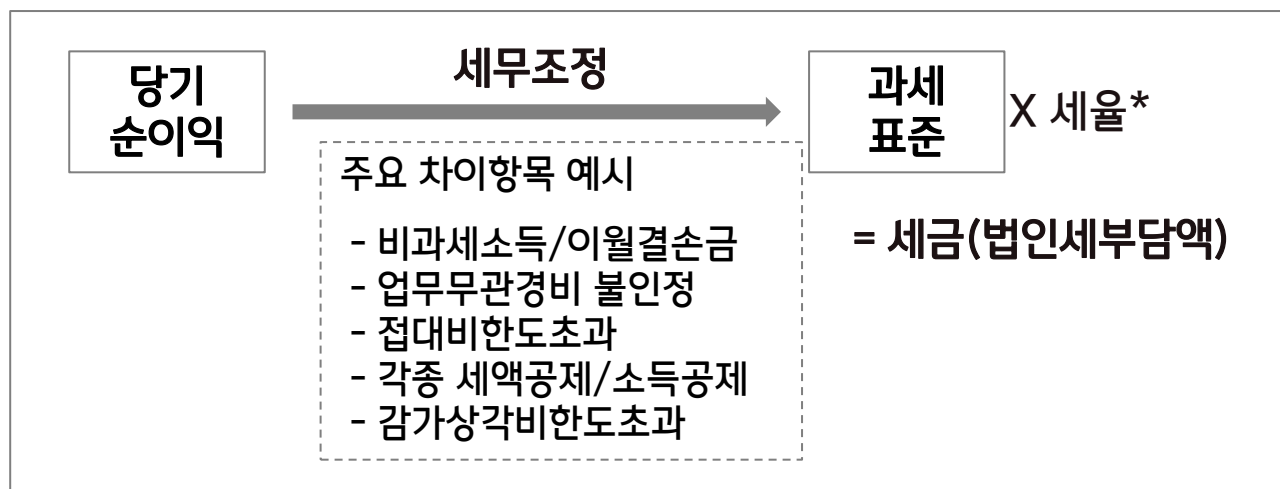 당기
순이익
세무조정
과세
표준
X 세율*
주요 차이항목 예시
- 비과세소득/이월결손금
- 업무무관경비 불인정
- 접대비한도초과
- 각종 세액공제/소득공제
- 감가상각비한도초과
= 세금(법인세부담액)